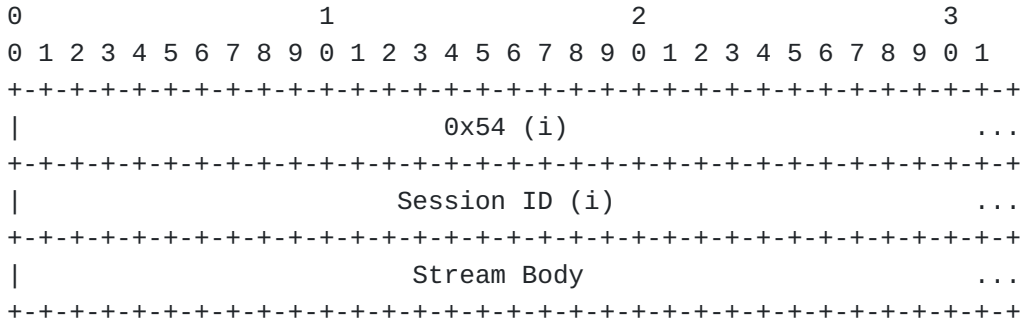 0                   1                   2                   3
0 1 2 3 4 5 6 7 8 9 0 1 2 3 4 5 6 7 8 9 0 1 2 3 4 5 6 7 8 9 0 1
+-+-+-+-+-+-+-+-+-+-+-+-+-+-+-+-+-+-+-+-+-+-+-+-+-+-+-+-+-+-+-+-+
|                           0x54 (i)                          ...
+-+-+-+-+-+-+-+-+-+-+-+-+-+-+-+-+-+-+-+-+-+-+-+-+-+-+-+-+-+-+-+-+
|                        Session ID (i)                       ...
+-+-+-+-+-+-+-+-+-+-+-+-+-+-+-+-+-+-+-+-+-+-+-+-+-+-+-+-+-+-+-+-+
|                         Stream Body                         ...
+-+-+-+-+-+-+-+-+-+-+-+-+-+-+-+-+-+-+-+-+-+-+-+-+-+-+-+-+-+-+-+-+